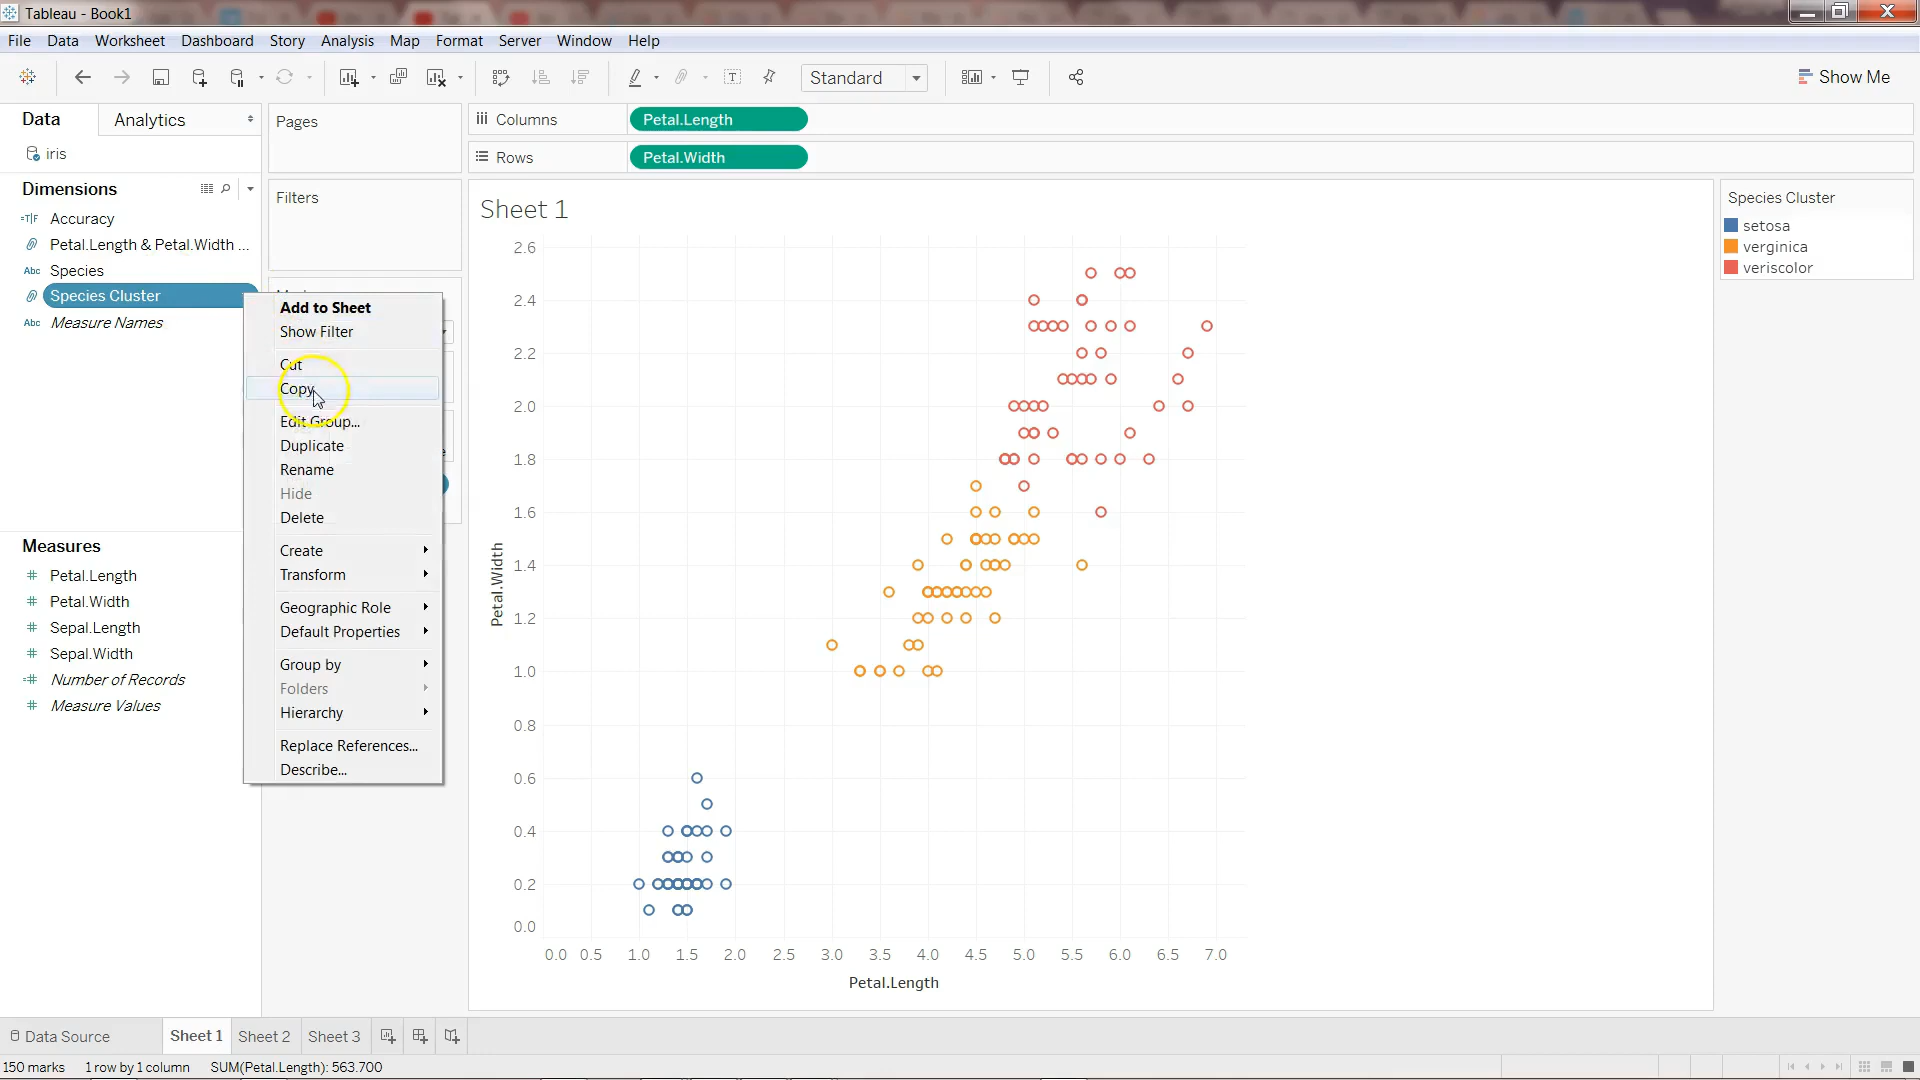 Tableau - Book1
File Data Worksheet Dashboard Story Analysis Map Format Server Window Help
Standard
Show Me
Data
Analytics
iris
Dimensions
Accuracy
Petal.Length & Petal.Width ...
Species
Species Cluster
Measure Names
Measures
Petal.Length
Petal.Width
Sepal.Length
Sepal.Width
Number of Records
Measure Values
Pages
Filters
Add to Sheet
Show Filter
Cut
Copy
Edit Group...
Duplicate
Rename
Hide
Delete
Create
Transform
Geographic Role
Default Properties
Group by
Folders
Hierarchy
Replace References...
Describe...
Columns
Petal.Length
Rows
Petal.Width
Sheet 1
2.6
2.4
2.2
2.0
1.8
1.6
1.4
1.2
1.0
0.8
0.6
0.4
0.2
0.0
Petal.Width
0.0 0.5 1.0 1.5 2.0 2.5 3.0 3.5 4.0 4.5 5.0 5.5 6.0 6.5 7.0
Petal.Length
Species Cluster
setosa
verginica
veriscolor
Data Source
Sheet 1
Sheet 2
Sheet 3
150 marks 1 row by 1 column SUM(Petal.Length): 563.700